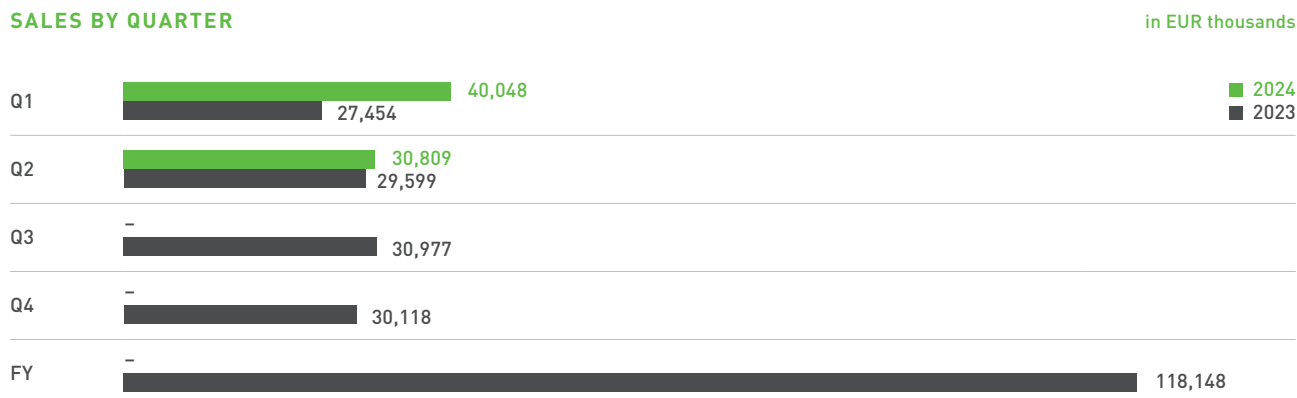 SALES BY QUARTER in EUR thousands
Q1 40,048 27,454
2024
2023
Q2 30,809 29,599
Q3 – 30,977
Q4 – 30,118
FY – 118,148